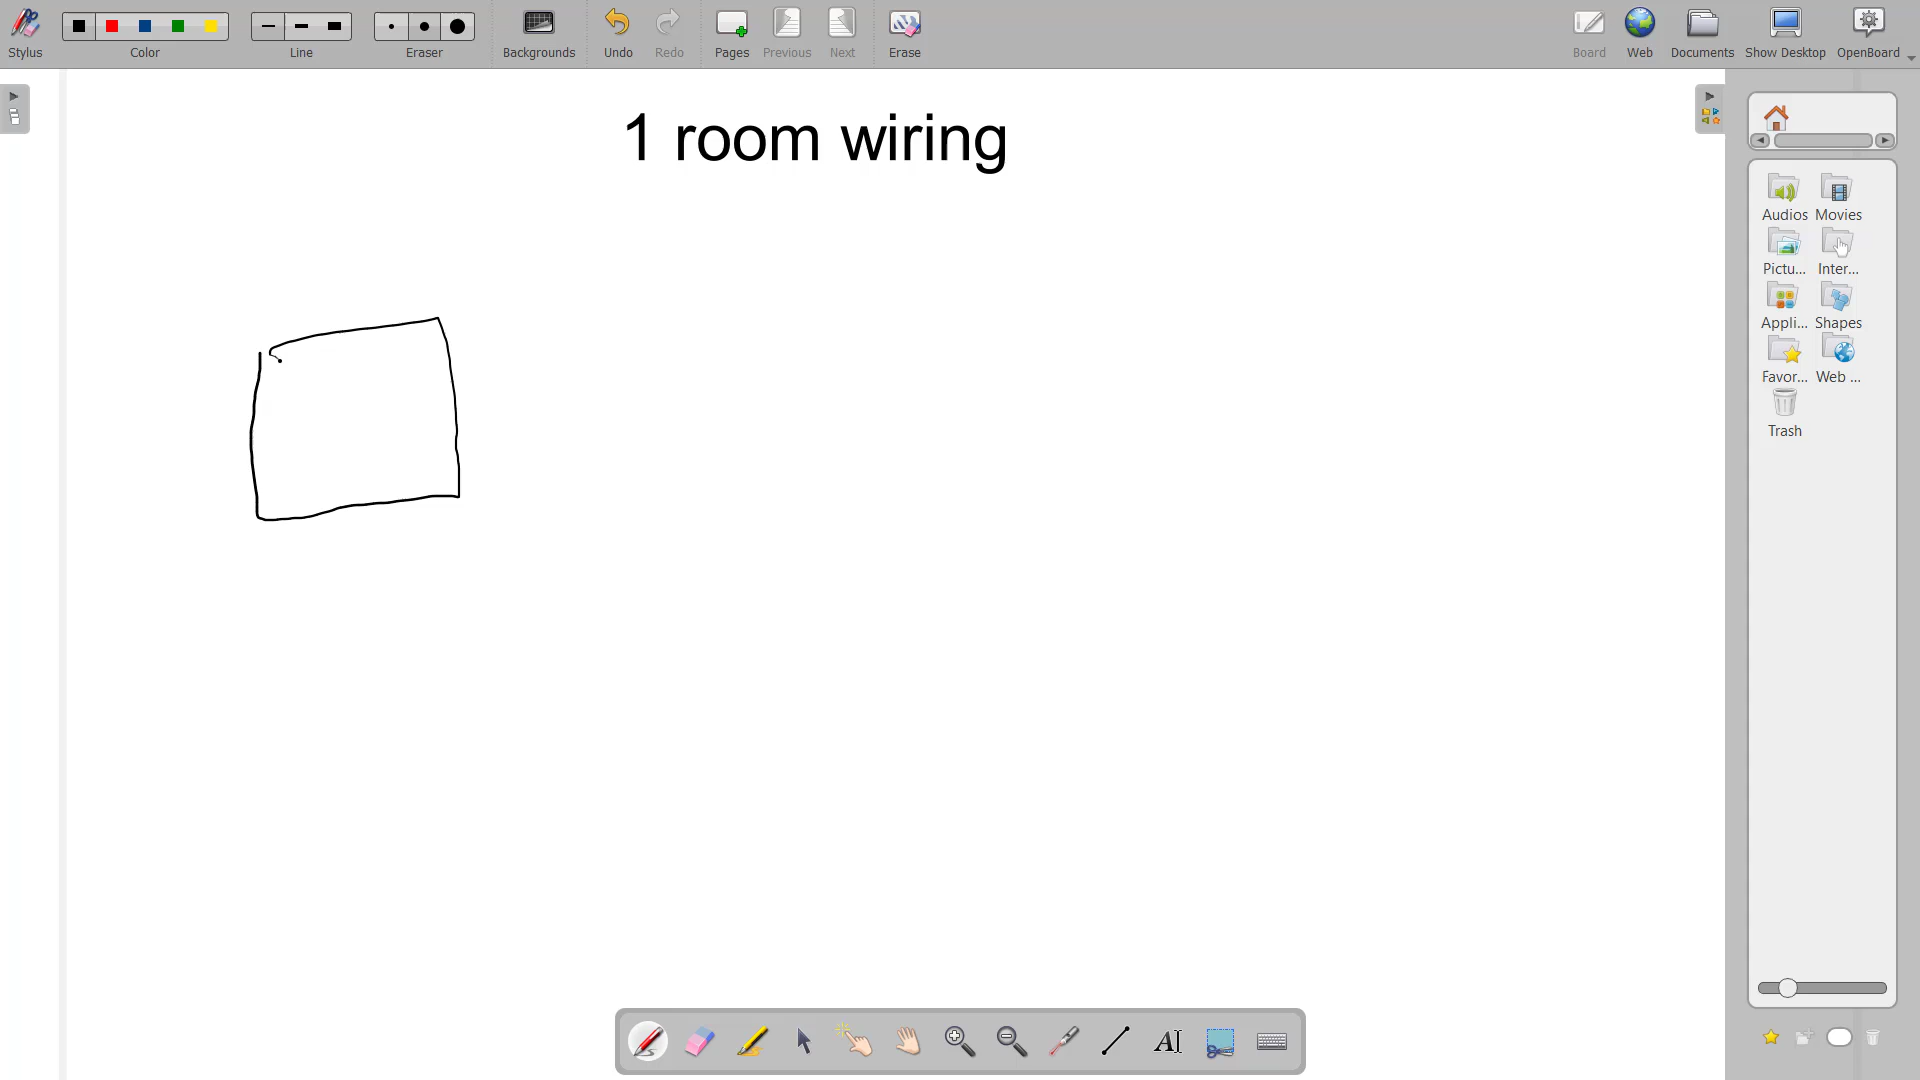 Stylus
Color
Line
Eraser
Backgrounds
Undo
Redo
Pages
Previous
Next
Erase
Board
Web
Documents
Show Desktop
OpenBoard
1 room wiring
Audios
Movies
Pictu...
Inter...
Appli...
Shapes
Favor...
Web ...
Trash